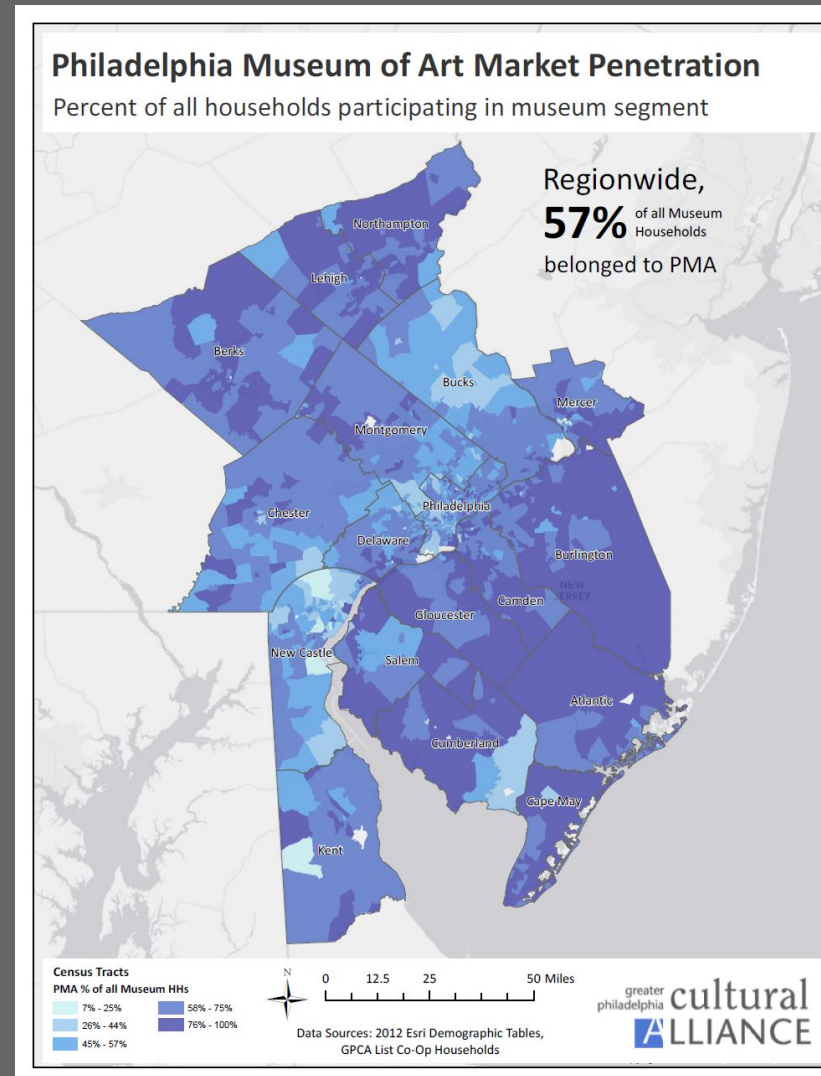 Philadelphia Museum of Art Market Penetration
Percent of all households participating in museum segment
Regionwide,
57% of all Museum
Households
belonged to PMA
Northampton
Lehigh
Berks
Bucks
Mercer
Montgomery
Philadelphia
Chester
Delaware
Burlington
NEW
JERSEY
Camden
Gloucester
New Castle
Salem
Atlantic
Cumberland
Cape May
Kent
Census Tracts
PMA % of all Museum HHs
7% - 25%
26% - 44%
45% - 57%
58% - 75%
76% - 100%
N
0 12.5 25 50 Miles
Data Sources: 2012 Esri Demographic Tables,
GPCA List Co-Op Households
greater
philadelphia cultural
ALLIANCE